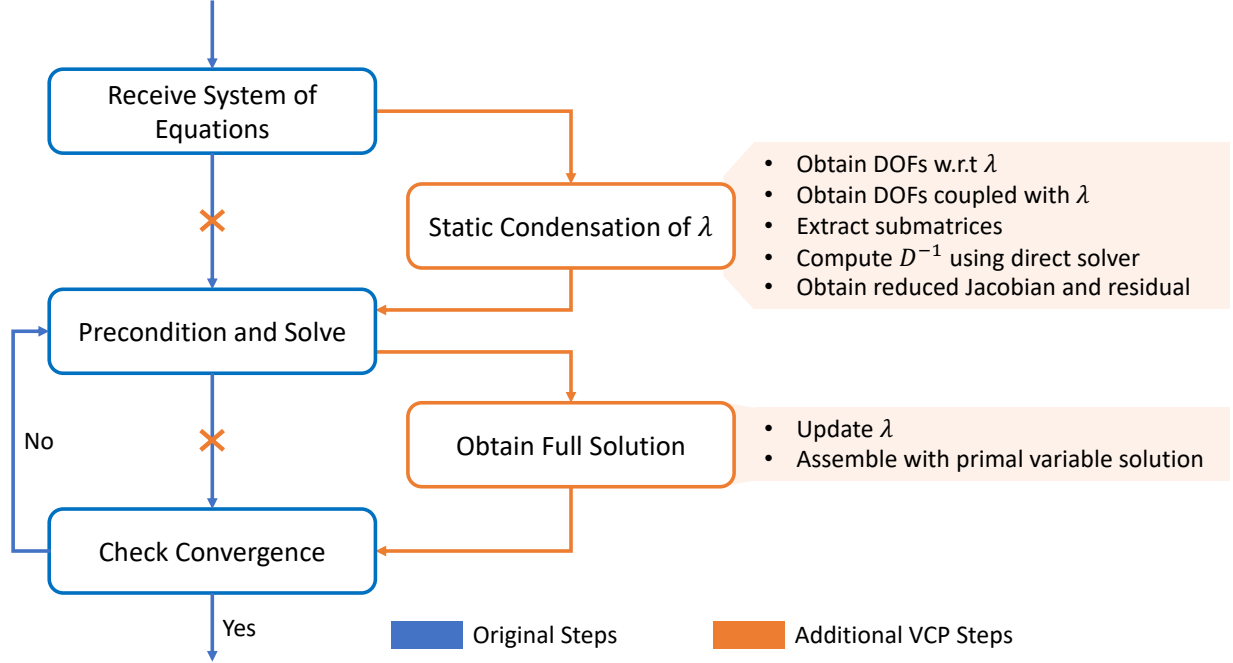 Receive System of
Equations
Static Condensation of λ
• Obtain DOFs w.r.t λ
• Obtain DOFs coupled with λ
• Extract submatrices
• Compute D⁻¹ using direct solver
• Obtain reduced Jacobian and residual
Precondition and Solve
No
Obtain Full Solution
• Update λ
• Assemble with primal variable solution
Check Convergence
Yes
Original Steps
Additional VCP Steps